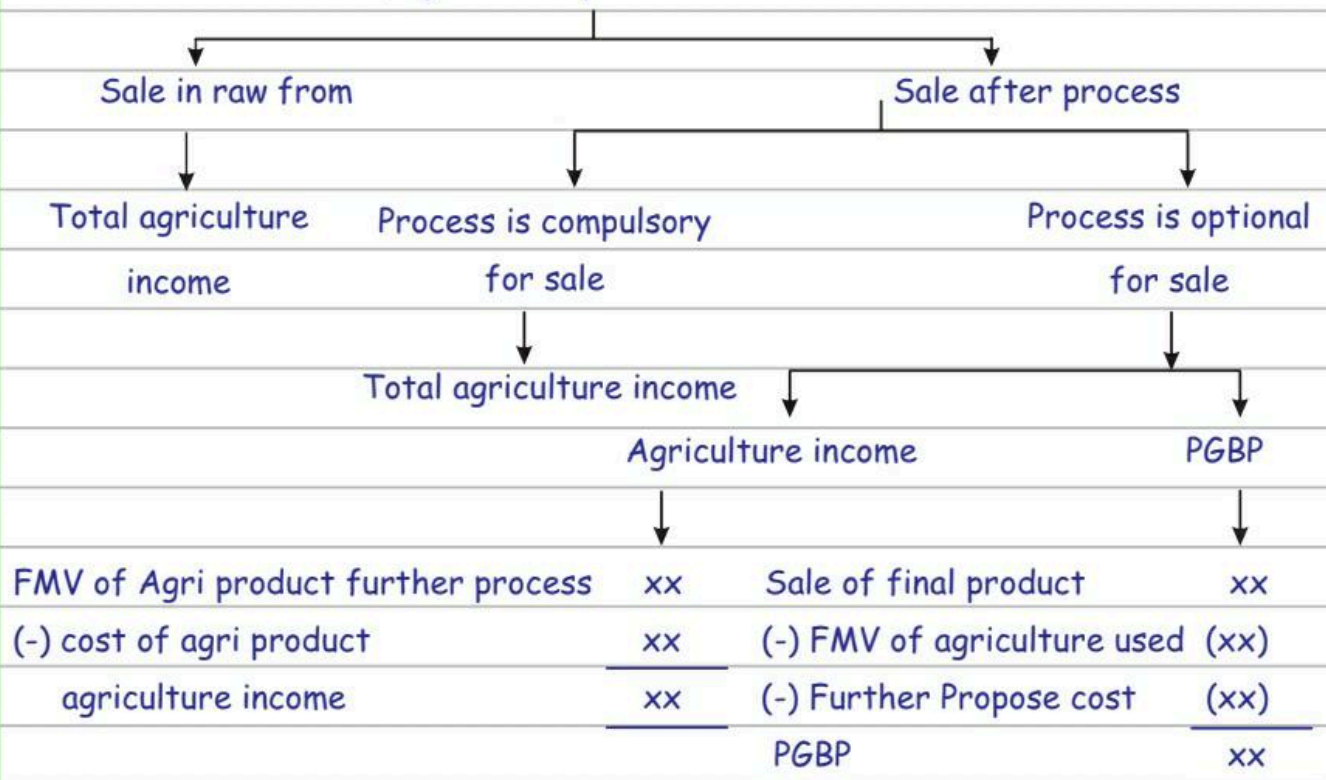 Sale in raw from
Sale after process
Total agriculture
income
Process is compulsory
for sale
Process is optional
for sale
Total agriculture income
Agriculture income
PGBP
FMV of Agri product further process xx
(-) cost of agri product xx
agriculture income xx
Sale of final product xx
(-) FMV of agriculture used (xx)
(-) Further Propose cost (xx)
PGBP xx